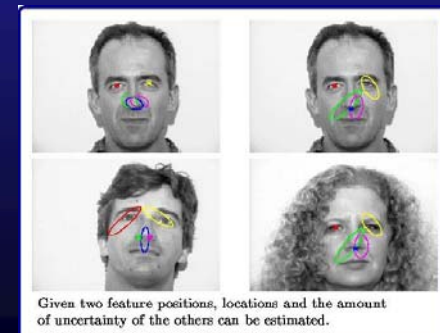 Given two feature positions, locations and the amount
of uncertainty of the others can be estimated.